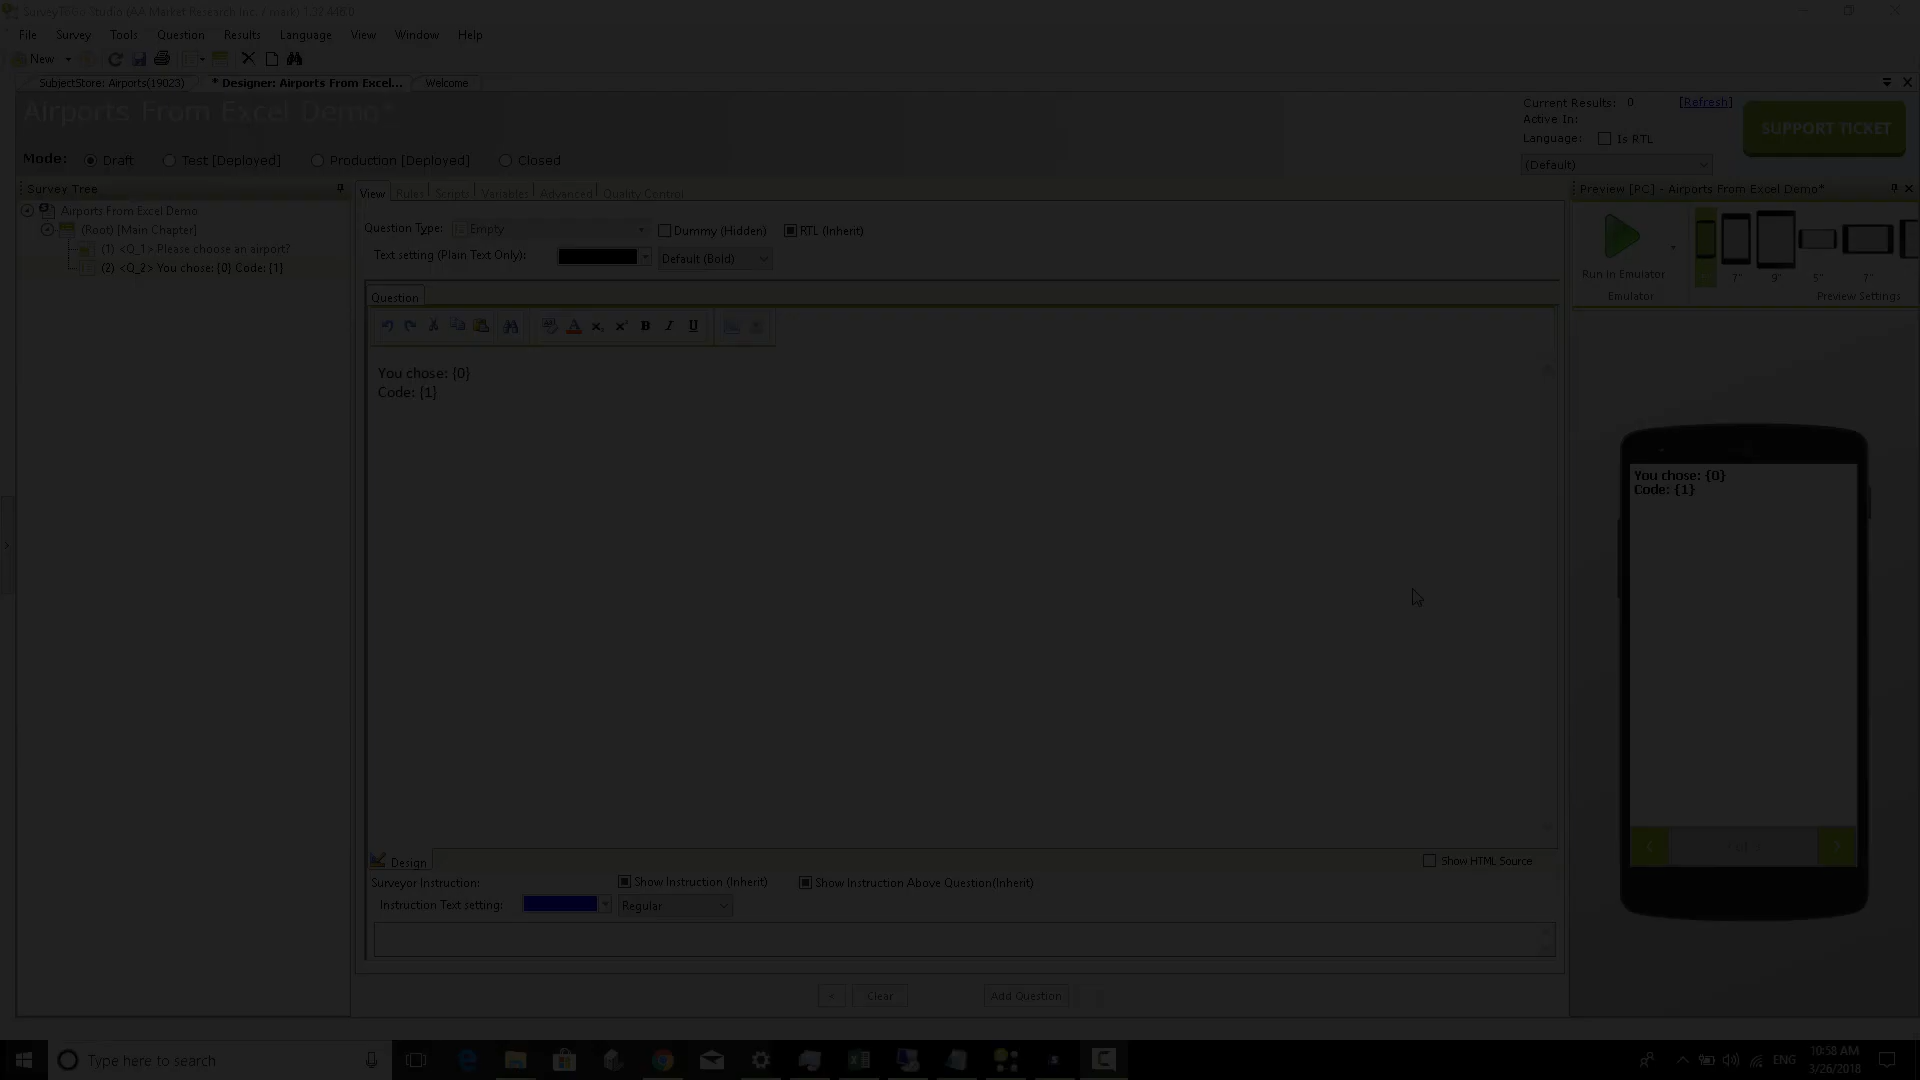 SurveyToGo Studio (AA Market Research Inc. / mark)
File Survey Tools Question Results Language View Window Help
New
SubjectStore: Airports(19023) * Designer: Airports From Excel... Welcome
Airports From Excel Demo*
Current Results: 0 [Refresh]
Active In:
Language: Is RTL
(Default)
SUPPORT TICKET
Mode: Draft Test [Deployed] Production [Deployed] Closed
Survey Tree
Airports From Excel Demo
(Root) [Main Chapter]
(1) <Q_1> Please choose an airport?
(2) <Q_2> You chose: {0} Code: {1}
View Rules Scripts Variables Advanced Quality Control
Question Type: Empty Dummy (Hidden) RTL (Inherit)
Text setting (Plain Text Only): Default (Bold)
Question
You chose: {0}
Code: {1}
Design
Show HTML Source
Surveyor Instruction: Show Instruction (Inherit) Show Instruction Above Question(Inherit)
Instruction Text setting: Regular
Clear Add Question
Preview [PC] - Airports From Excel Demo*
Run In Emulator
7" 9" 5" 7"
Emulator Preview Settings
You chose: {0}
Code: {1}
Type here to search
ENG
10:58 AM
3/26/2018